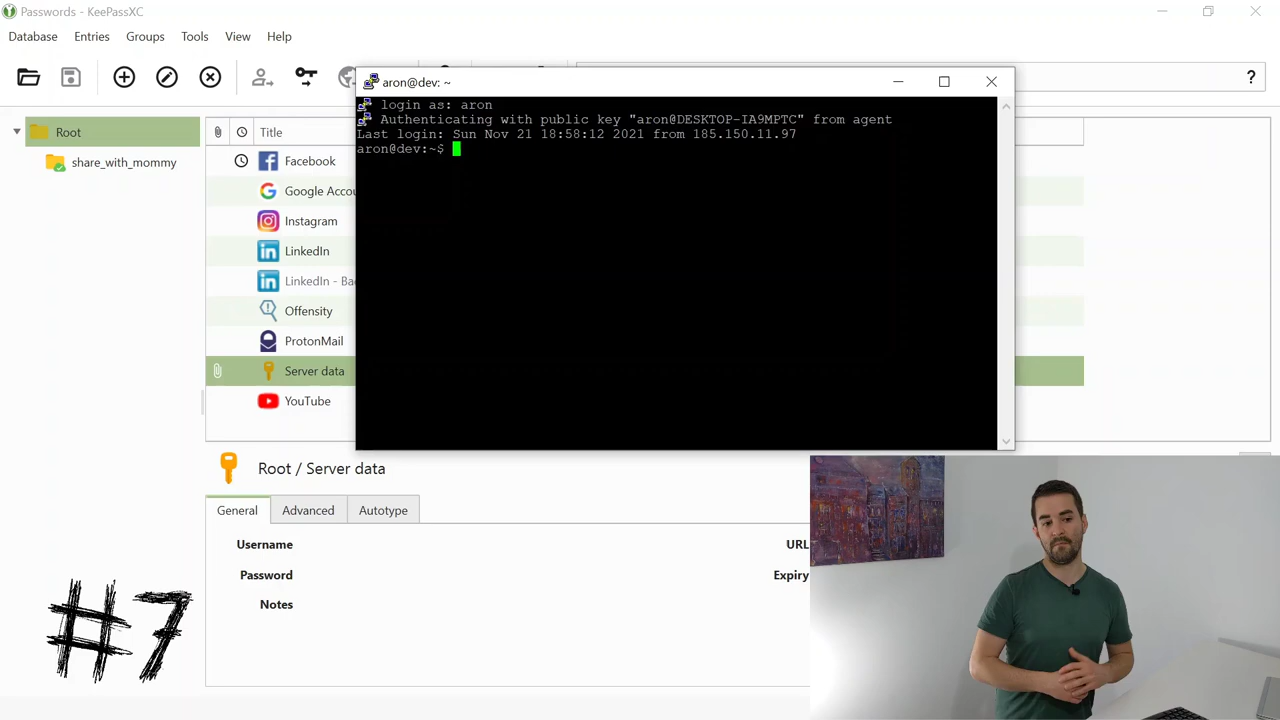 Passwords - KeePassXC
Database Entries Groups Tools View Help
?
aron@dev: ~
login as: aron
Authenticating with public key "aron@DESKTOP-IA9MPTC" from agent
Last login: Sun Nov 21 18:58:12 2021 from 185.150.11.97
aron@dev:~$
Root
share_with_mommy
Title
Facebook
Google Accou
Instagram
LinkedIn
LinkedIn - Ba
Offensity
ProtonMail
Server data
YouTube
Root / Server data
General Advanced Autotype
Username URL
Password Expiry
Notes
#7